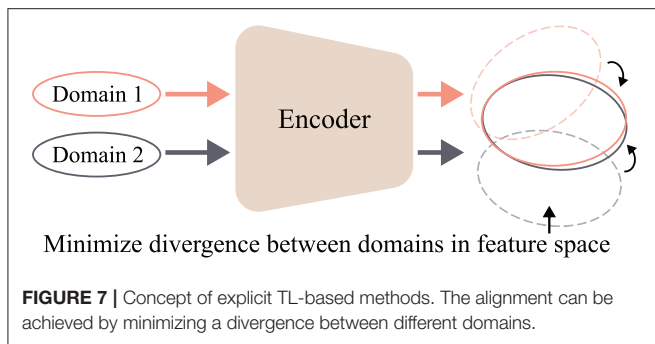 Domain 1
Encoder
Domain 2
Minimize divergence between domains in feature space
FIGURE 7 | Concept of explicit TL-based methods. The alignment can be
achieved by minimizing a divergence between different domains.